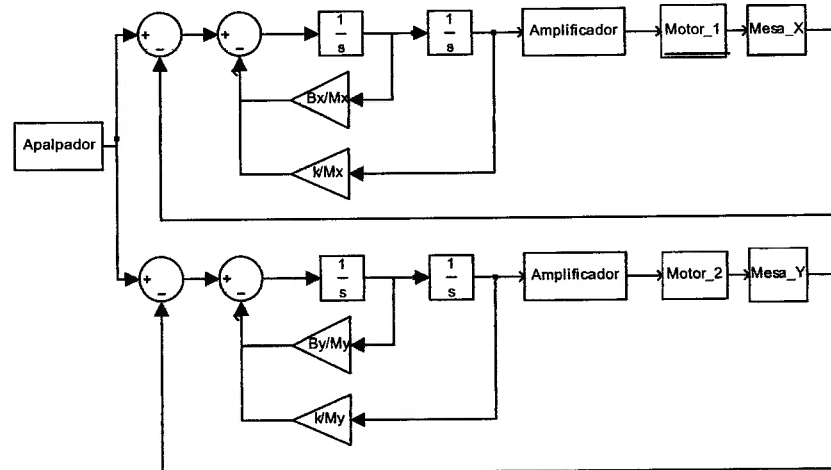 +
−
+
−
1
s
1
s
Amplificador
Motor_1
Mesa_X
Bx/Mx
k/Mx
Apalpador
+
−
+
−
1
s
1
s
Amplificador
Motor_2
Mesa_Y
By/My
k/My